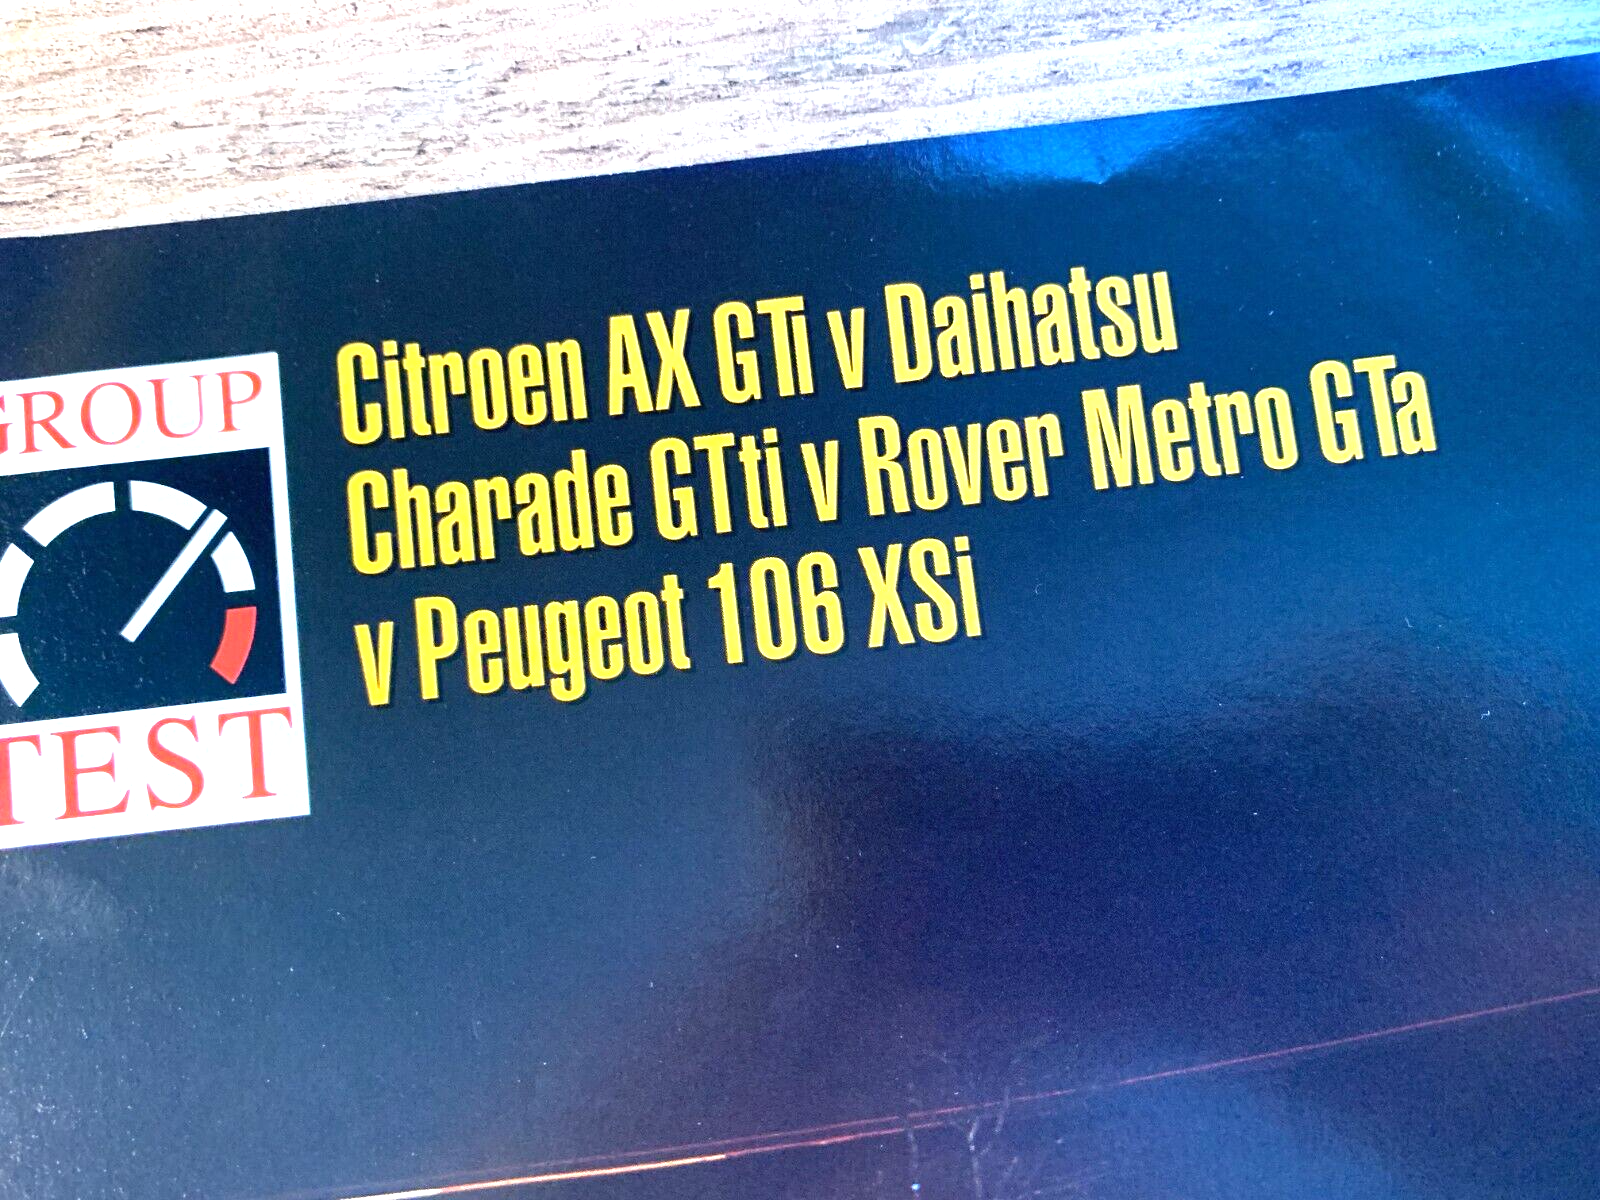 GROUP
TEST
Citroen AX GTi v Daihatsu
Charade GTti v Rover Metro GTa
v Peugeot 106 XSi